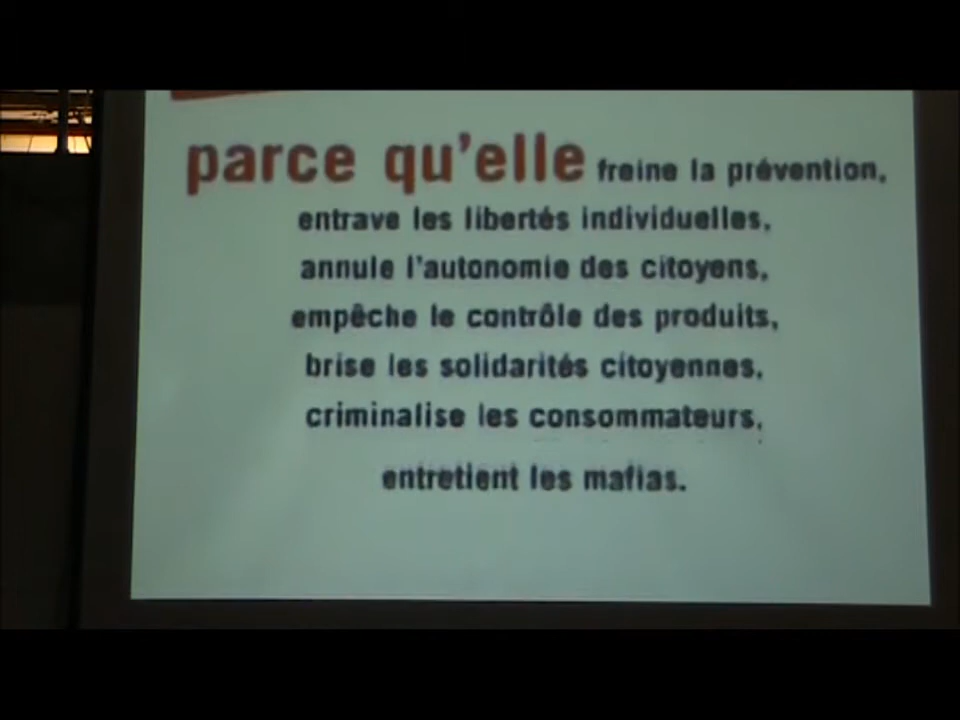 parce qu'elle freine la prévention,
entrave les libertés individuelles,
annule l'autonomie des citoyens,
empêche le contrôle des produits,
brise les solidarités citoyennes,
criminalise les consommateurs,
entretient les mafias.